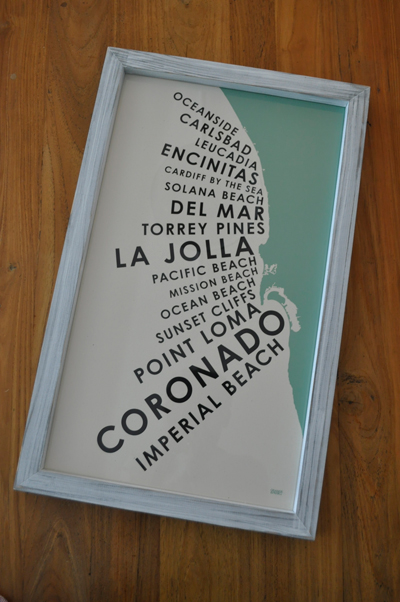 OCEANSIDE
CARLSBAD
LEUCADIA
ENCINITAS
CARDIFF BY THE SEA
SOLANA BEACH
DEL MAR
TORREY PINES
LA JOLLA
PACIFIC BEACH
MISSION BEACH
OCEAN BEACH
SUNSET CLIFFS
POINT LOMA
CORONADO
IMPERIAL BEACH